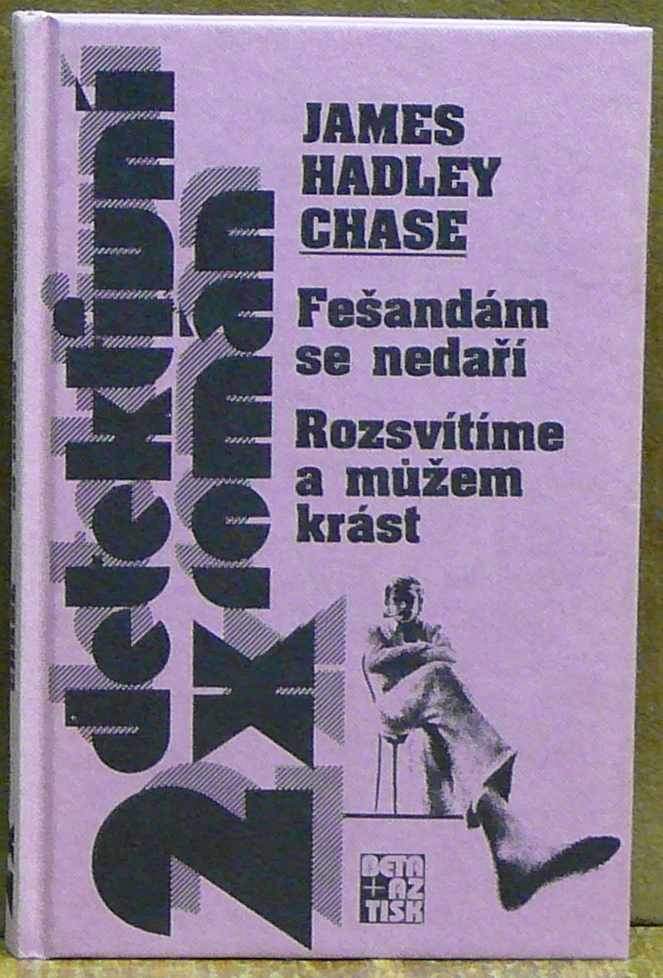 JAMES
HADLEY
CHASE
Fešandám
se nedaří
Rozsvítíme
a můžem
krást
2x detektivní
román
BETA
+AZ
TISK